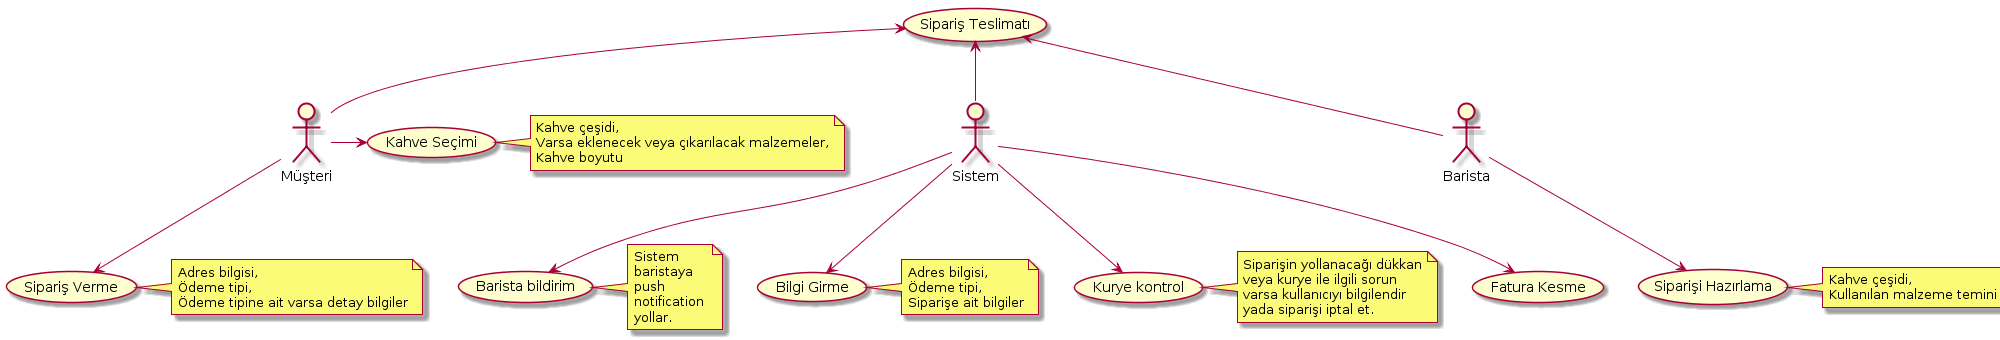 Sipariş Teslimatı
Kahve Seçimi
Kahve çeşidi,
Varsa eklenecek veya çıkarılacak malzemeler,
Kahve boyutu
Müşteri
Sistem
Barista
Sipariş Verme
Adres bilgisi,
Ödeme tipi,
Ödeme tipine ait varsa detay bilgiler
Barista bildirim
Sistem
baristaya
push
notification
yollar.
Bilgi Girme
Adres bilgisi,
Ödeme tipi,
Siparişe ait bilgiler
Kurye kontrol
Siparişin yollanacağı dükkan
veya kurye ile ilgili sorun
varsa kullanıcıyı bilgilendir
yada siparişi iptal et.
Fatura Kesme
Siparişi Hazırlama
Kahve çeşidi,
Kullanılan malzeme temini